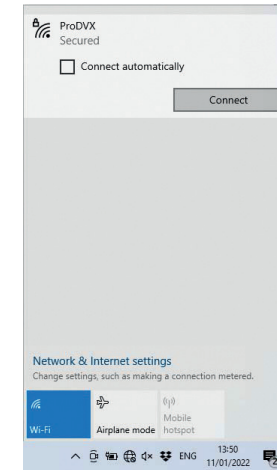 ProDVX
Secured
Connect automatically
Connect
Network & Internet settings
Change settings, such as making a connection metered.
Wi-Fi
Airplane mode
Mobile
hotspot
ENG
13:50
11/01/2022
2